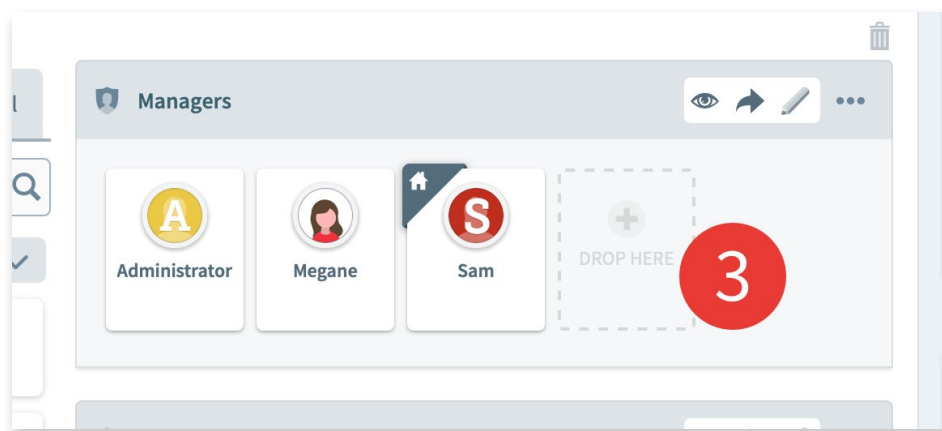 Managers
A
S
Administrator
Megane
Sam
DROP HERE
3